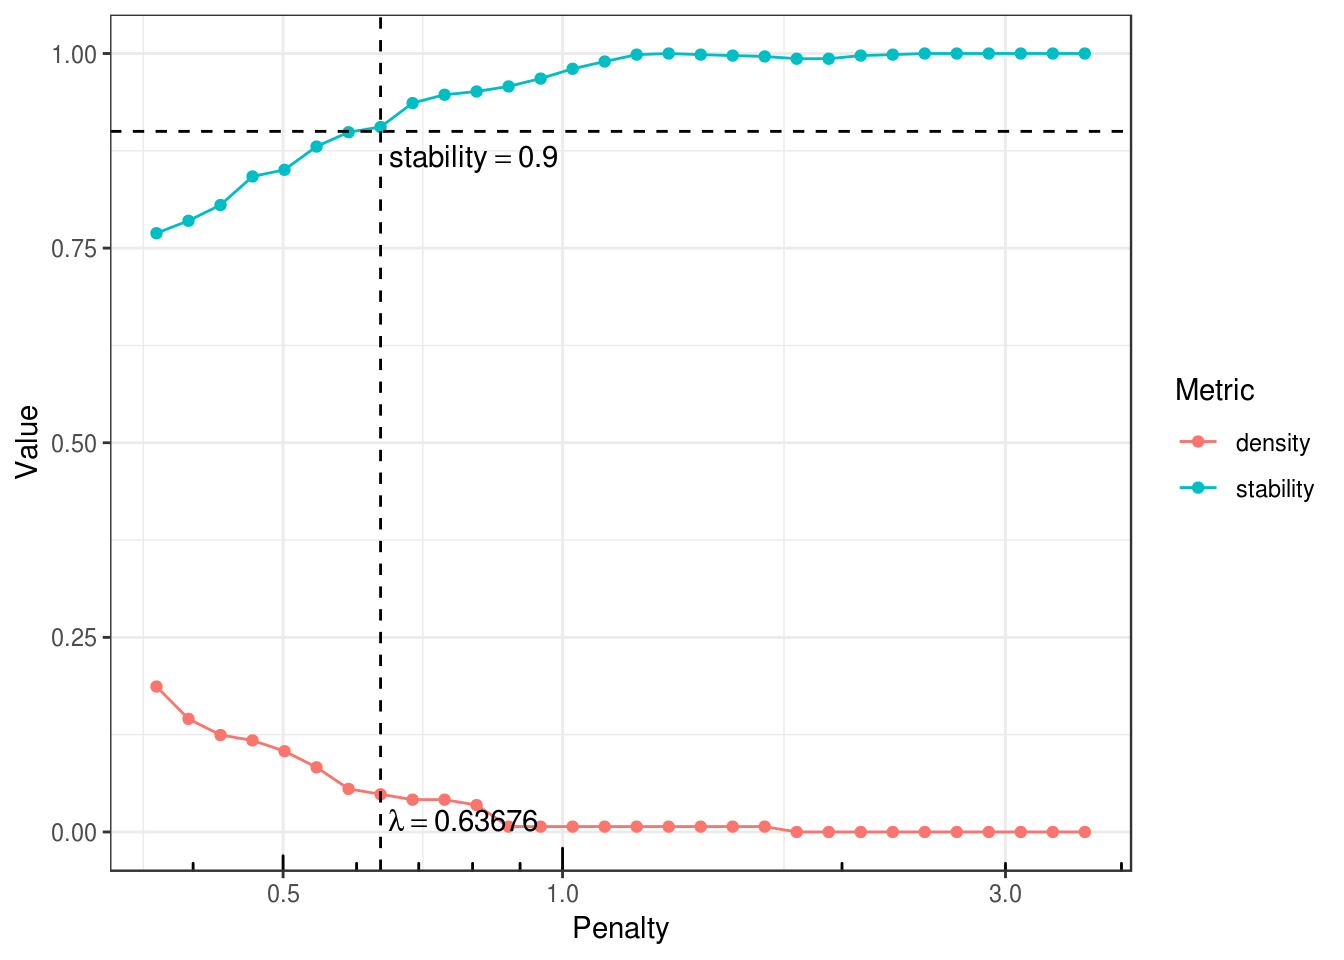 1.00
0.75
0.50
0.25
0.00
Value
stability = 0.9
λ = 0.63676
0.5 1.0 3.0
Penalty
Metric
density
stability